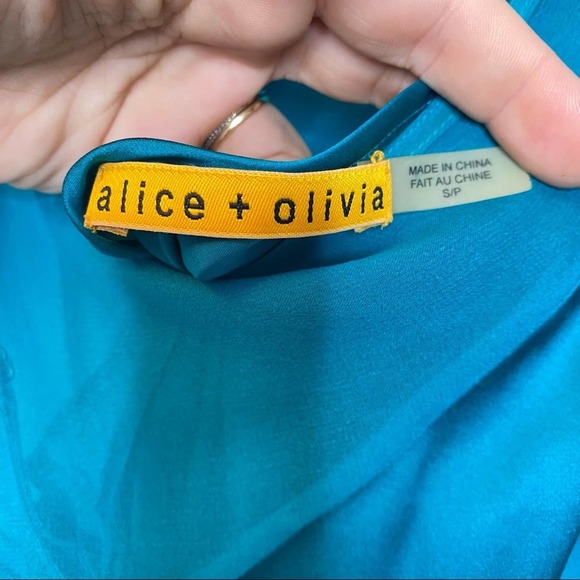 alice + olivia
MADE IN CHINA
FAIT AU CHINE
S/P